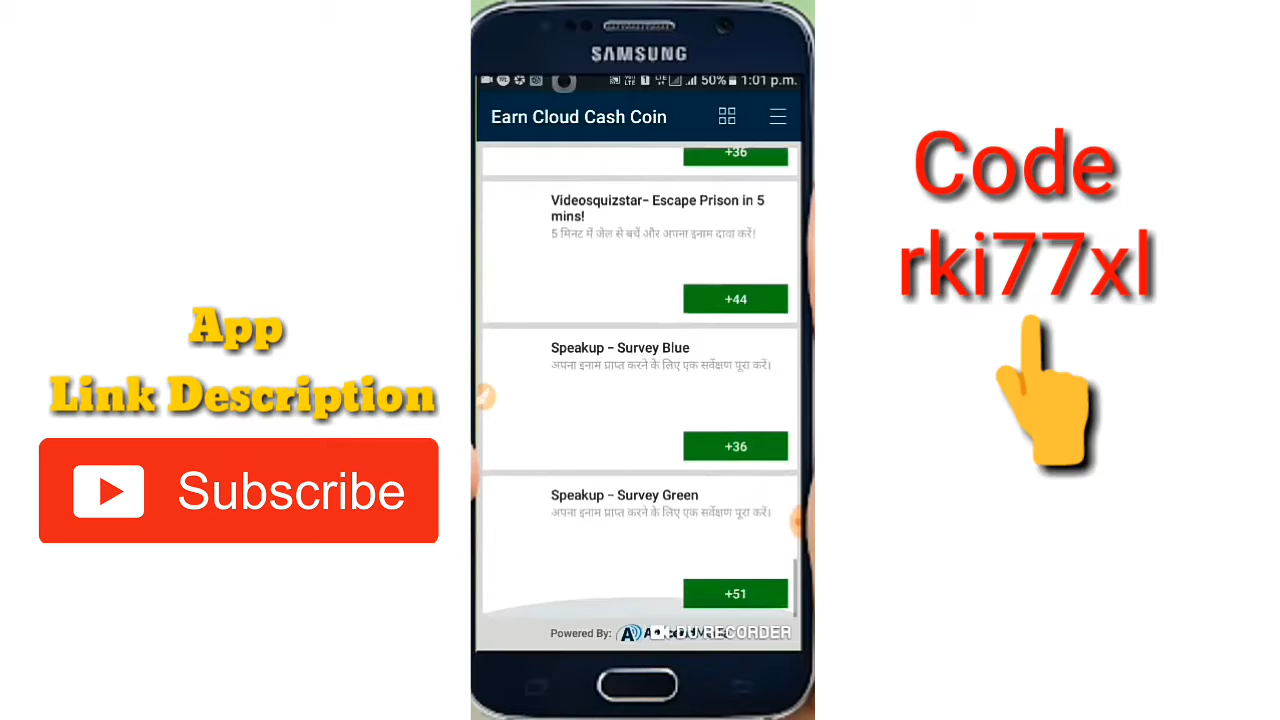 SAMSUNG
50% 1:01 p.m.
Earn Cloud Cash Coin
+36
Videosquizstar- Escape Prison in 5
mins!
5 मिनट में जेल से बचें और अपना इनाम दावा करें!
+44
Speakup - Survey Blue
अपना इनाम प्राप्त करने के लिए एक सर्वेक्षण पूरा करें।
+36
Speakup - Survey Green
अपना इनाम प्राप्त करने के लिए एक सर्वेक्षण पूरा करें।
+51
Powered By:
DU RECORDER
App
Link Description
Subscribe
Code
rki77xl